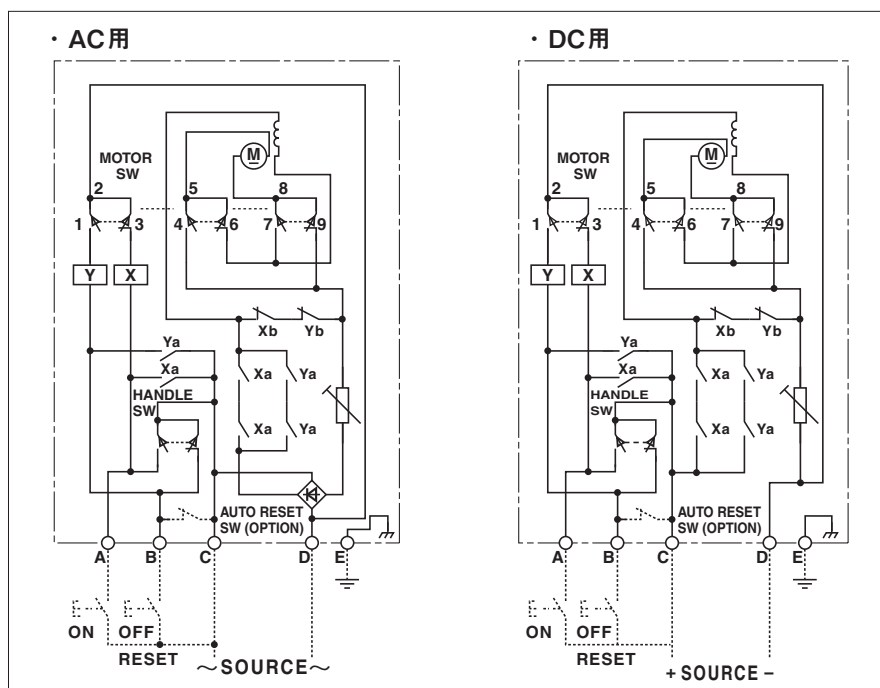 ・AC用
MOTOR
SW
2
5
8
M
1
3
4
6
7
9
Y
X
Xb
Yb
Ya
Xa
HANDLE
SW
Xa
Ya
Xa
Ya
AUTO RESET
SW (OPTION)
A
B
C
D
E
ON
OFF
RESET
～SOURCE～
・DC用
MOTOR
SW
2
5
8
M
1
3
4
6
7
9
Y
X
Xb
Yb
Ya
Xa
HANDLE
SW
Xa
Ya
Xa
Ya
AUTO RESET
SW (OPTION)
A
B
C
D
E
ON
OFF
RESET
+ SOURCE −